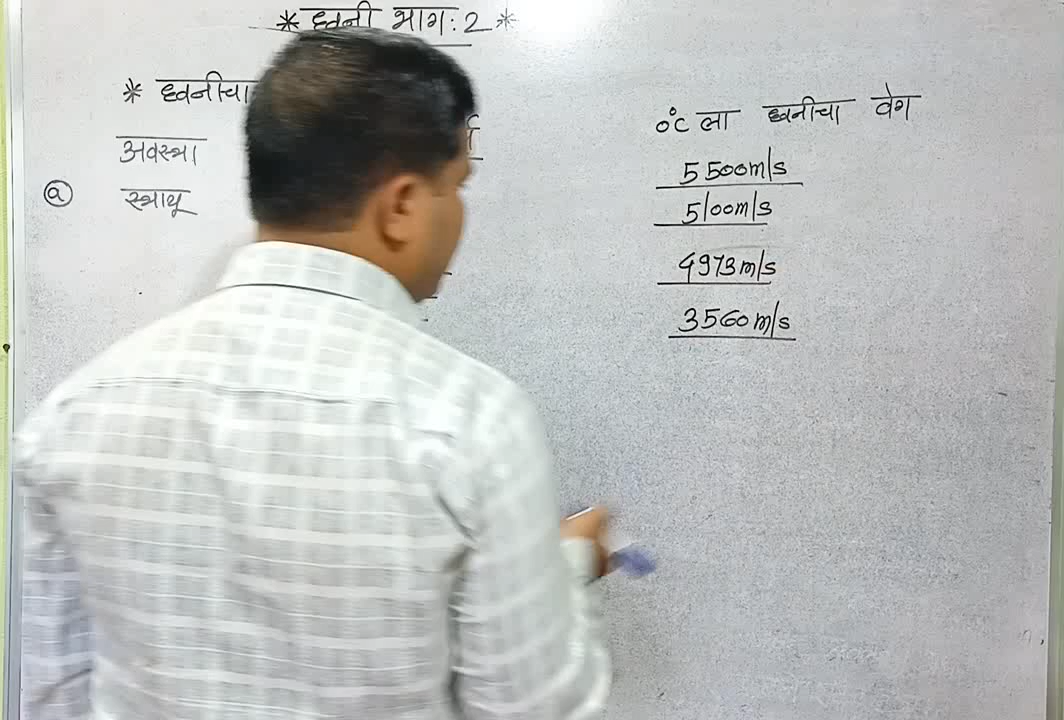 * ध्वनी भाग : 2 *
* ध्वनीचा
0°C ला ध्वनीचा वेग
अवस्था
5500m/s
ⓐ स्थायू
5100m/s
4973m/s
3560m/s